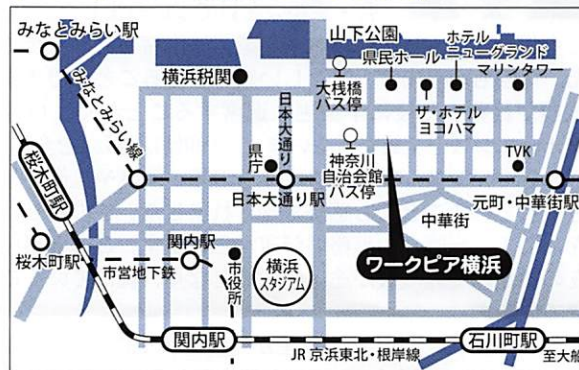 みなとみらい駅
みなとみらい線
横浜税関
山下公園
県民ホール
ホテル
ニューグランド
マリンタワー
大桟橋
バス停
ザ・ホテル
ヨコハマ
日本大通り
県庁
神奈川
自治会館
バス停
TVK
日本大通り駅
元町・中華街駅
中華街
桜木町駅
桜木町駅
関内駅
市営地下鉄
市役所
横浜
スタジアム
ワークピア横浜
関内駅
石川町駅
JR 京浜東北・根岸線
至大船